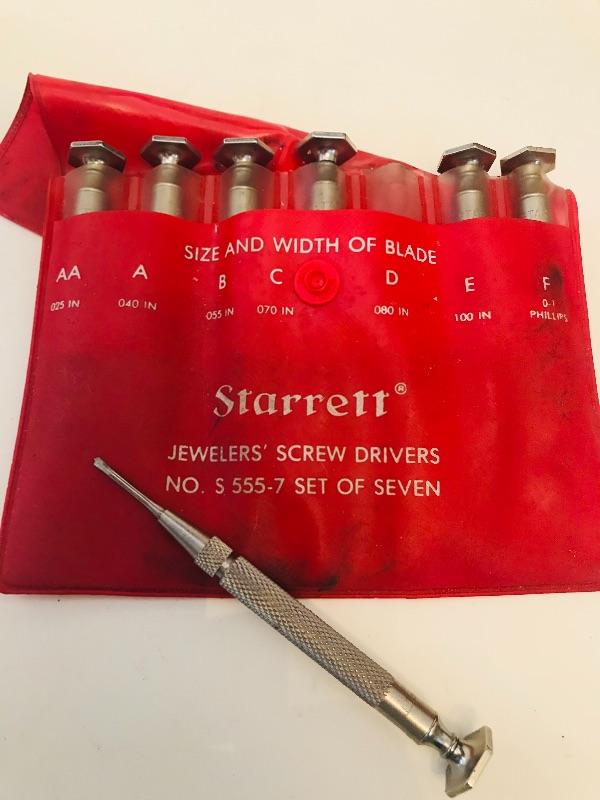 SIZE AND WIDTH OF BLADE
AA A B C D E F
.025 IN .040 IN .055 IN .070 IN .080 IN .100 IN 0-1 PHILLIPS
Starrett®
JEWELERS' SCREW DRIVERS
NO. S 555-7 SET OF SEVEN